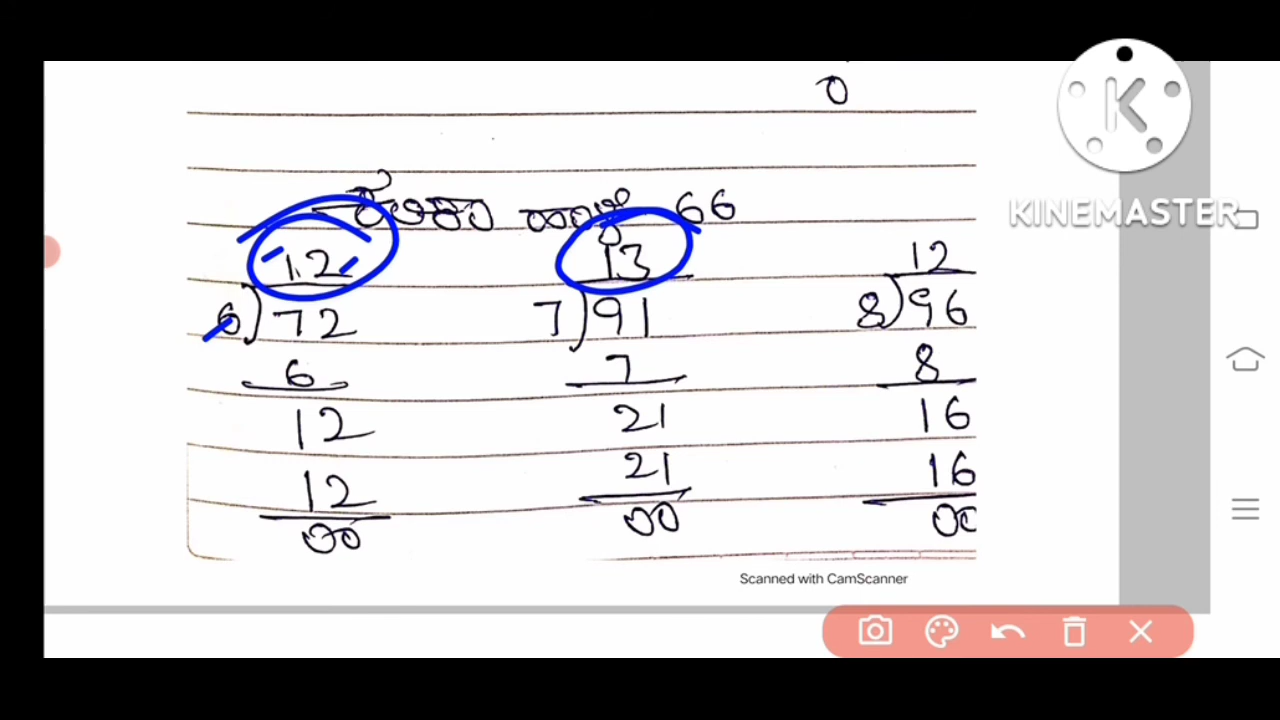 0
KINEMASTER
66
12 13 12
6)72 7)91 8)96
6 7 8
12 21 16
12 21 16
00 00 00
Scanned with CamScanner